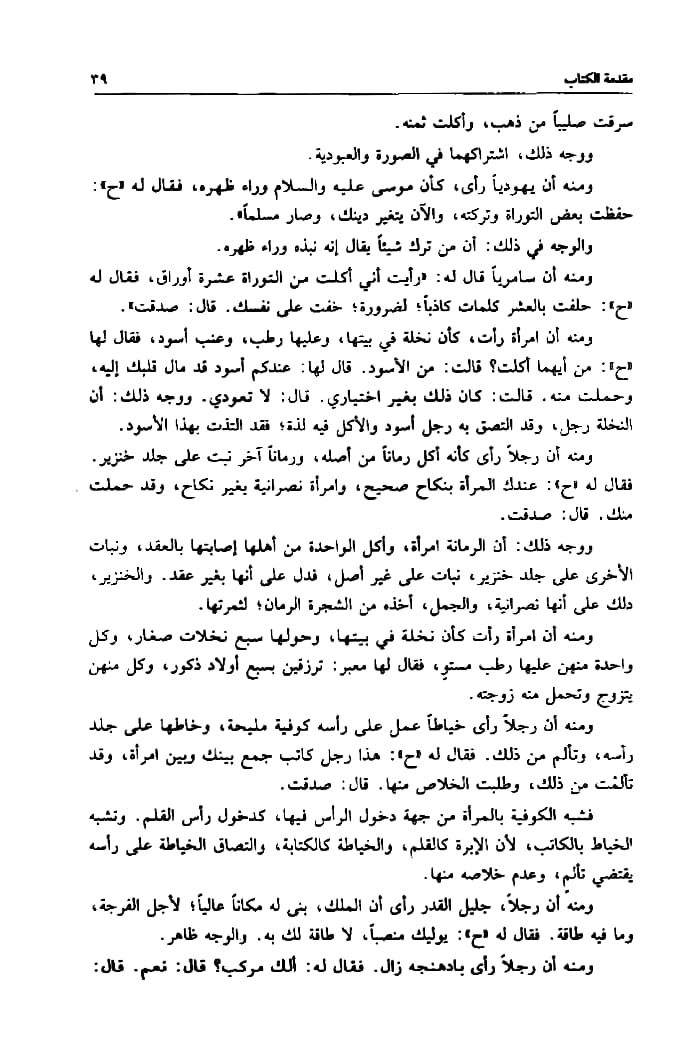 مقدمة الكتاب ٣٩
سرقت صليباً من ذهب، وأكلت ثمنه.
ووجه ذلك، اشتراكهما في الصورة والعبودية.
ومنه أن يهودياً رأى، كأن موسى عليه والسلام وراء ظهره، فقال له «ح»:
حفظت بعض التوراة وتركته، والآن يتغير دينك، وصار مسلماً».
والوجه في ذلك: أن من ترك شيئاً يقال إنه نبذه وراء ظهره.
ومنه أن سامرياً قال له: «رأيت أني أكلت من التوراة عشرة أوراق، فقال له
«ح»: حلفت بالعشر كلمات كاذباً؛ لضرورة؛ خفت على نفسك. قال: صدقت».
ومنه أن امرأة رأت، كأن نخلة في بيتها، وعليها رطب، وعنب أسود، فقال لها
«ح»: من أيهما أكلت؟ قالت: من الأسود. قال لها: عندكم أسود قد مال قلبك إليه،
وحملت منه. قالت: كان ذلك بغير اختياري. قال: لا تعودي. ووجه ذلك: أن
النخلة رجل، وقد التصق به رجل أسود والأكل فيه لذة؛ فقد التذت بهذا الأسود.
ومنه أن رجلاً رأى كأنه أكل رماناً من أصله، ورماناً آخر نبت على جلد خنزير.
فقال له «ح»: عندك المرأة بنكاح صحيح، وامرأة نصرانية بغير نكاح، وقد حملت
منك. قال: صدقت.
ووجه ذلك: أن الرمانة امرأة، وأكل الواحدة من أهلها إصابتها بالعقد، ونبات
الأخرى على جلد خنزير، نبات على غير أصل، فدل على أنها بغير عقد. والخنزير،
دلك على أنها نصرانية، والجمل، أخذه من الشجرة الرمان؛ لثمرتها.
ومنه أن امرأة رأت كأن نخلة في بيتها، وحولها سبع نخلات صغار، وكل
واحدة منهن عليها رطب مستوٍ، فقال لها معبر: ترزقين بسبع أولاد ذكور، وكل منهن
يتزوج وتحمل منه زوجته.
ومنه أن رجلاً رأى خياطاً عمل على رأسه كوفية مليحة، وخاطها على جلد
رأسه، وتألم من ذلك. فقال له «ح»: هذا رجل كاتب جمع بينك وبين امرأة، وقد
تألمت من ذلك، وطلبت الخلاص منها. قال: صدقت.
فشبه الكوفية بالمرأة من جهة دخول الرأس فيها، كدخول رأس القلم. وتشبه
الخياط بالكاتب، لأن الإبرة كالقلم، والخياطة كالكتابة، والتصاق الخياطة على رأسه
يقتضي تألم، وعدم خلاصه منها.
ومنه أن رجلاً، جليل القدر رأى أن الملك، بنى له مكاناً عالياً؛ لأجل الفرجة،
وما فيه طاقة. فقال له «ح»: يوليك منصباً، لا طاقة لك به. والوجه ظاهر.
ومنه أن رجلاً رأى بادهنجه زال. فقال له: ألك مركب؟ قال: نعم. قال: